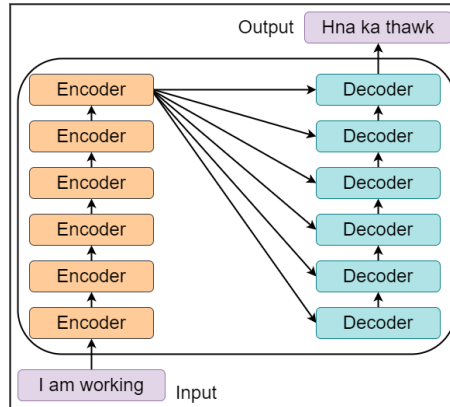 Output
Hna ka thawk
Encoder
Decoder
Encoder
Decoder
Encoder
Decoder
Encoder
Decoder
Encoder
Decoder
Encoder
Decoder
I am working
Input